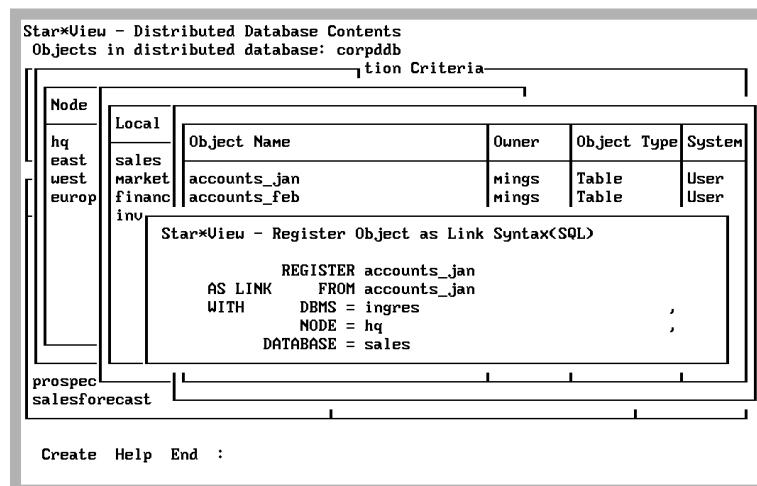 Star*View - Distributed Database Contents
Objects in distributed database: corpddb
tion Criteria
Node
Local
Object Name Owner Object Type System
hq
east
west
europ
sales
market
financ
inv
accounts_jan mings Table User
accounts_feb mings Table User
Star*View - Register Object as Link Syntax(SQL)
REGISTER accounts_jan
AS LINK FROM accounts_jan
WITH DBMS = ingres ,
NODE = hq ,
DATABASE = sales
prospec
salesforecast
Create Help End :